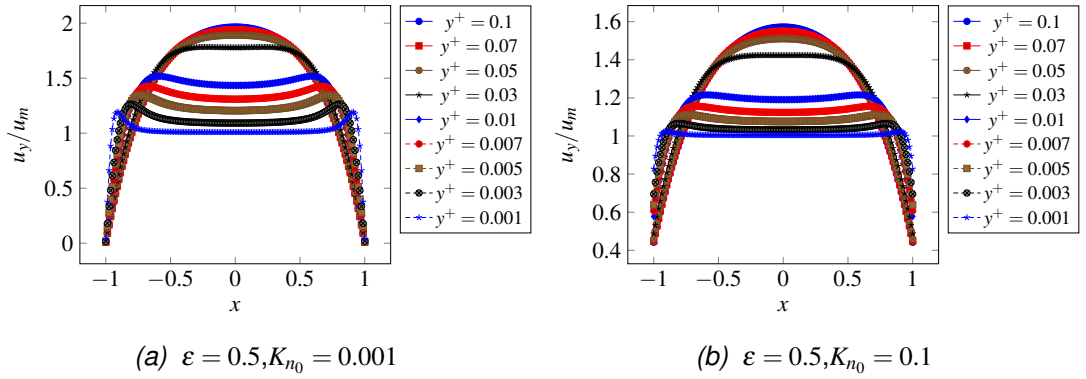 2
1.5
1
0.5
0
u_y/u_m
−1 −0.5 0 0.5 1
x
y⁺ = 0.1
y⁺ = 0.07
y⁺ = 0.05
y⁺ = 0.03
y⁺ = 0.01
y⁺ = 0.007
y⁺ = 0.005
y⁺ = 0.003
y⁺ = 0.001
(a) ε = 0.5,K_{n_0} = 0.001
1.6
1.4
1.2
1
0.8
0.6
0.4
u_y/u_m
−1 −0.5 0 0.5 1
x
y⁺ = 0.1
y⁺ = 0.07
y⁺ = 0.05
y⁺ = 0.03
y⁺ = 0.01
y⁺ = 0.007
y⁺ = 0.005
y⁺ = 0.003
y⁺ = 0.001
(b) ε = 0.5,K_{n_0} = 0.1